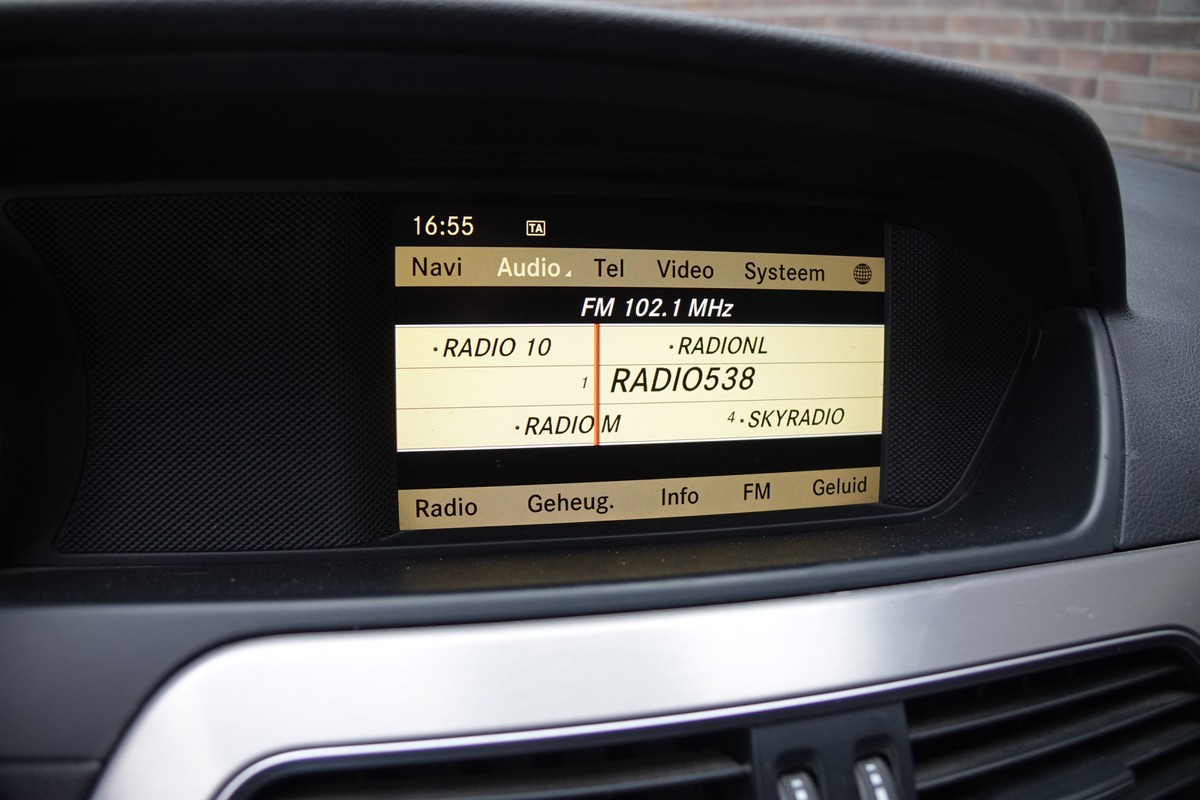 16:55 TA
Navi Audio Tel Video Systeem
FM 102.1 MHz
·RADIO 10 ·RADIONL
1 RADIO538
·RADIO M 4·SKYRADIO
Radio Geheug. Info FM Geluid